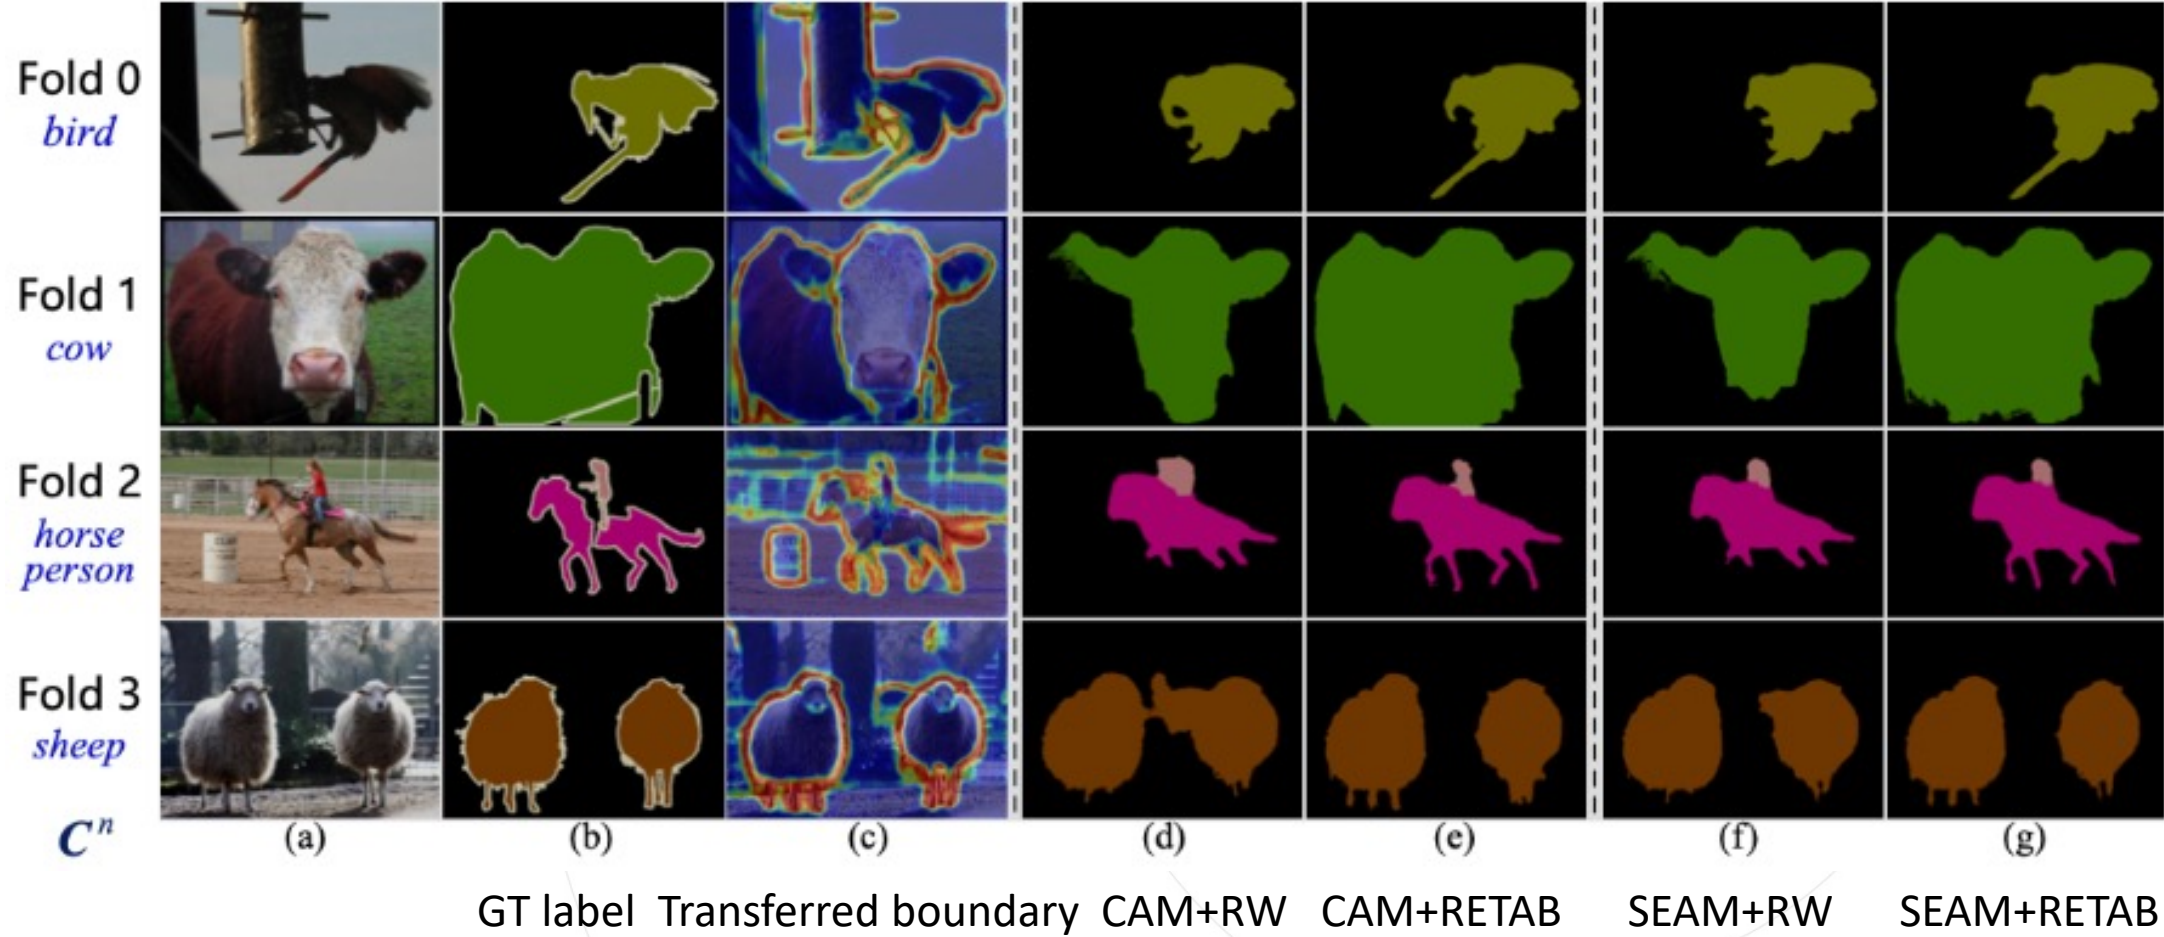 Fold 0
bird
Fold 1
cow
Fold 2
horse
person
Fold 3
sheep
Cⁿ
(a) (b) (c) (d) (e) (f) (g)
GT label Transferred boundary CAM+RW CAM+RETAB SEAM+RW SEAM+RETAB